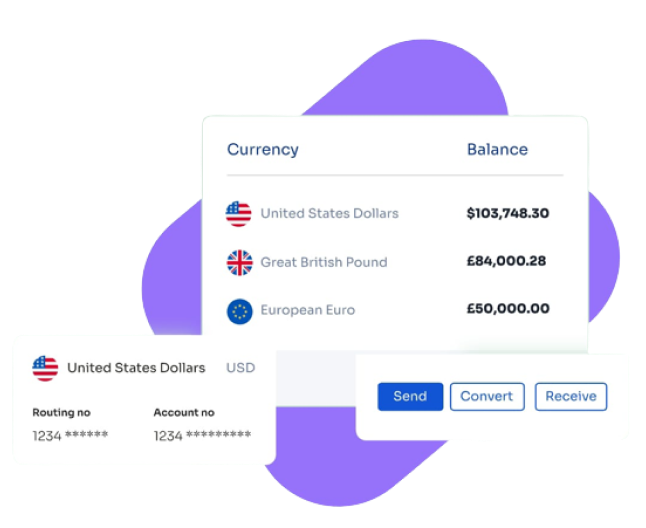 Currency Balance
United States Dollars $103,748.30
Great British Pound £84,000.28
European Euro £50,000.00
United States Dollars USD
Routing no Account no
1234 ****** 1234 *********
Send Convert Receive